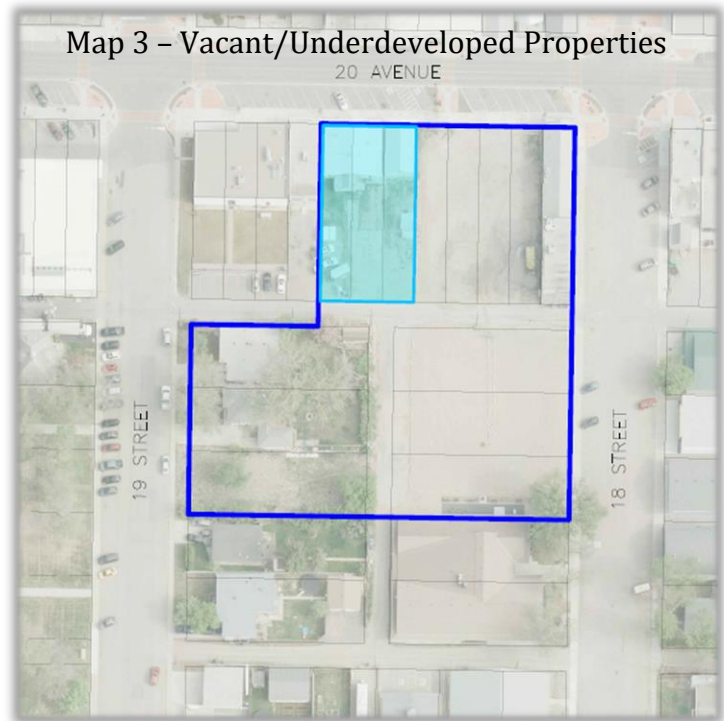 Map 3 – Vacant/Underdeveloped Properties
20 AVENUE
19 STREET
18 STREET